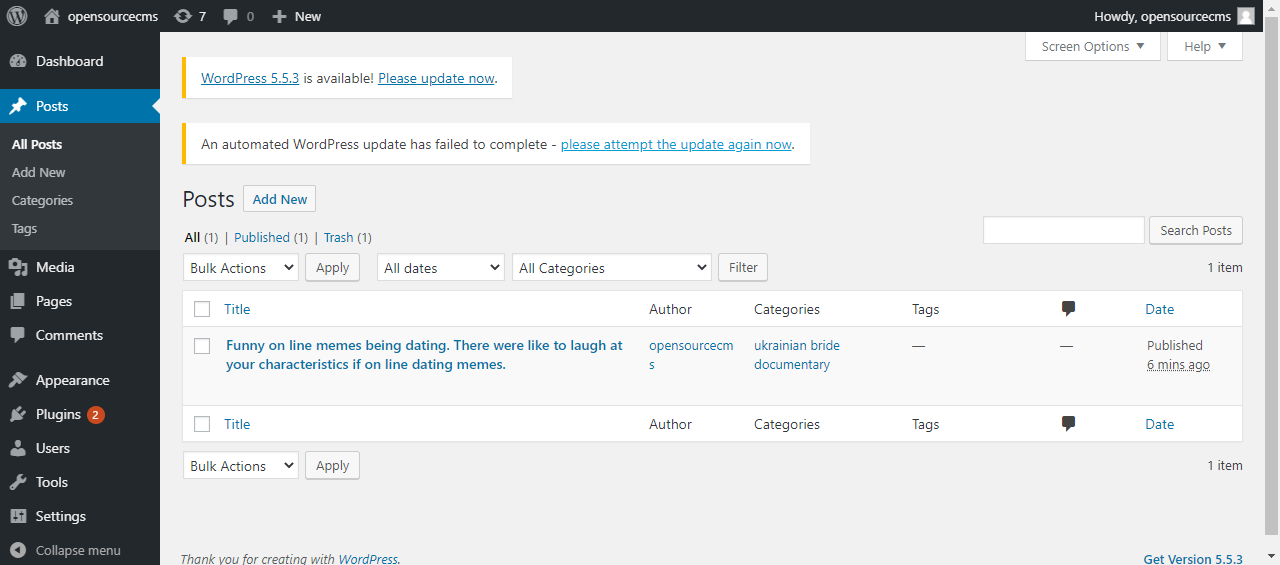 opensourcecms 7 0 New Howdy, opensourcecms
Screen Options Help
Dashboard
Posts
All Posts
Add New
Categories
Tags
Media
Pages
Comments
Appearance
Plugins 2
Users
Tools
Settings
Collapse menu
WordPress 5.5.3 is available! Please update now.
An automated WordPress update has failed to complete - please attempt the update again now.
Posts Add New
All (1) | Published (1) | Trash (1)
Search Posts
Bulk Actions Apply All dates All Categories Filter 1 item
Title Author Categories Tags Date
Funny on line memes being dating. There were like to laugh at opensourcecm ukrainian bride — — Published
your characteristics if on line dating memes. s documentary 6 mins ago
Title Author Categories Tags Date
Bulk Actions Apply 1 item
Thank you for creating with WordPress. Get Version 5.5.3